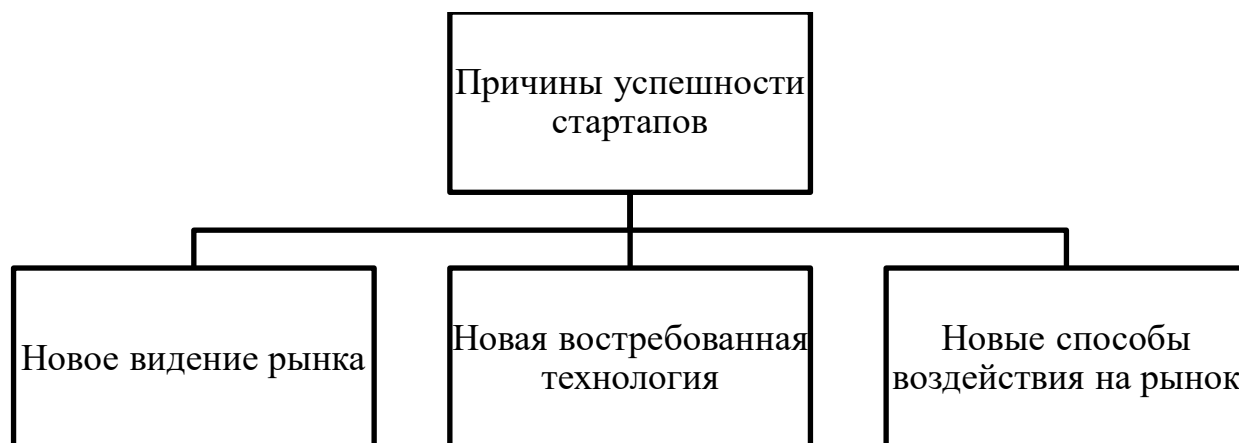 Причины успешности
стартапов
Новое видение рынка
Новая востребованная
технология
Новые способы
воздействия на рынок